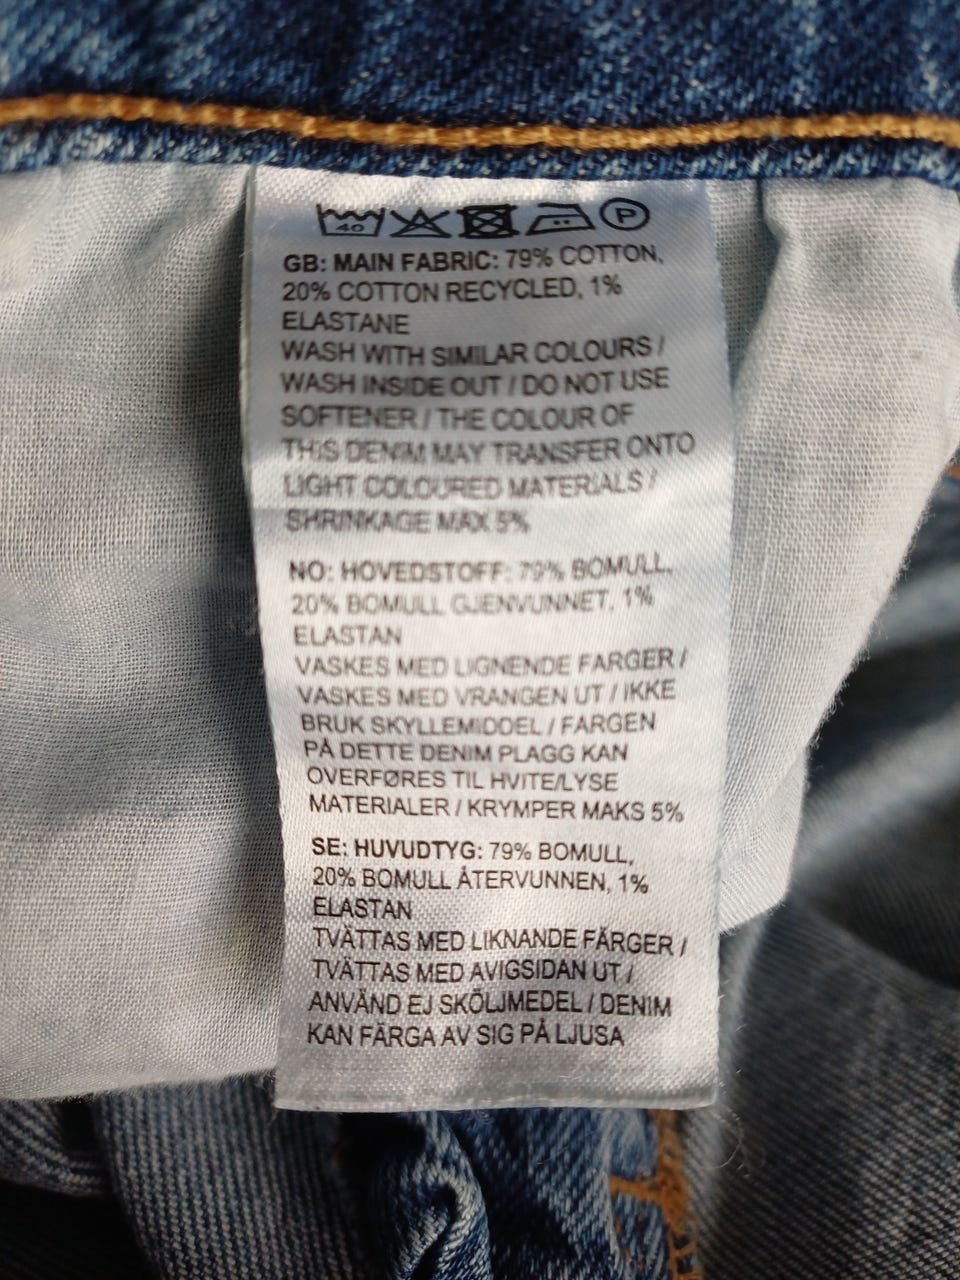 40 P
GB: MAIN FABRIC: 79% COTTON,
20% COTTON RECYCLED, 1%
ELASTANE
WASH WITH SIMILAR COLOURS /
WASH INSIDE OUT / DO NOT USE
SOFTENER / THE COLOUR OF
THIS DENIM MAY TRANSFER ONTO
LIGHT COLOURED MATERIALS /
SHRINKAGE MAX 5%
NO: HOVEDSTOFF: 79% BOMULL,
20% BOMULL GJENVUNNET, 1%
ELASTAN
VASKES MED LIGNENDE FARGER /
VASKES MED VRANGEN UT / IKKE
BRUK SKYLLEMIDDEL / FARGEN
PÅ DETTE DENIM PLAGG KAN
OVERFØRES TIL HVITE/LYSE
MATERIALER / KRYMPER MAKS 5%
SE: HUVUDTYG: 79% BOMULL,
20% BOMULL ÅTERVUNNEN, 1%
ELASTAN
TVÄTTAS MED LIKNANDE FÄRGER /
TVÄTTAS MED AVIGSIDAN UT /
ANVÄND EJ SKÖLJMEDEL / DENIM
KAN FÄRGA AV SIG PÅ LJUSA